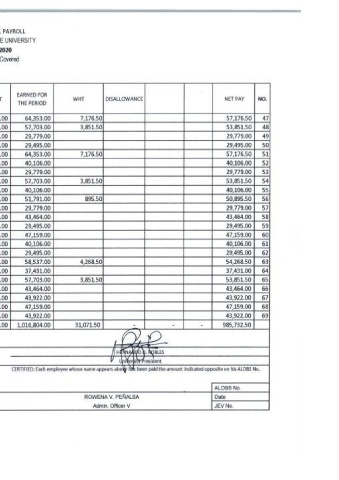 PAYROLL
E UNIVERSITY
2020
Covered
T EARNED FOR THE PERIOD WHT DISALLOWANCE NET PAY NO.
.00 64,353.00 7,176.50 57,176.50 47
.00 57,703.00 3,851.50 53,851.50 48
.00 29,779.00 29,779.00 49
.00 29,495.00 29,495.00 50
.00 64,353.00 7,176.50 57,176.50 51
.00 40,106.00 40,106.00 52
.00 29,779.00 29,779.00 53
.00 57,703.00 3,851.50 53,851.50 54
.00 40,106.00 40,106.00 55
.00 51,791.00 895.50 50,895.50 56
.00 29,779.00 29,779.00 57
.00 43,464.00 43,464.00 58
.00 29,495.00 29,495.00 59
.00 47,159.00 47,159.00 60
.00 40,106.00 40,106.00 61
.00 29,495.00 29,495.00 62
.00 58,537.00 4,268.50 54,268.50 63
.00 37,431.00 37,431.00 64
.00 57,703.00 3,851.50 53,851.50 65
.00 43,464.00 43,464.00 66
.00 43,922.00 43,922.00 67
.00 47,159.00 47,159.00 68
.00 43,922.00 43,922.00 69
.00 1,016,804.00 31,071.50 - - - 985,732.50
HERNANDO D. ROBLES
University President
CERTIFIED: Each employee whose name appears above has been paid the amount indicated opposite on his ALOBS No.
ALOBS No.
ROWENA V. PEÑALBA Date
Admin. Officer V JEV No.